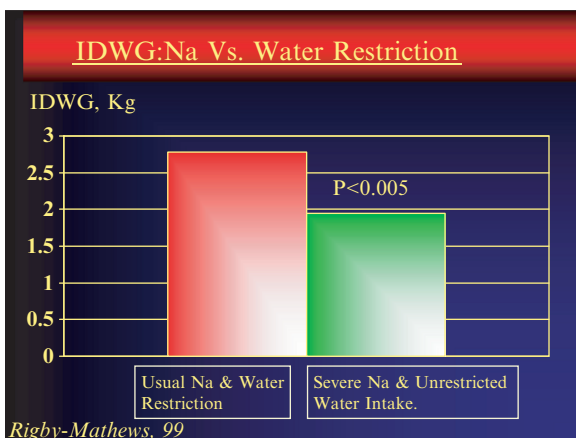 IDWG:Na Vs. Water Restriction
IDWG, Kg
3
2.5
2
1.5
1
0.5
0
P<0.005
Usual Na & Water
Restriction
Severe Na & Unrestricted
Water Intake.
Rigby-Mathews, 99